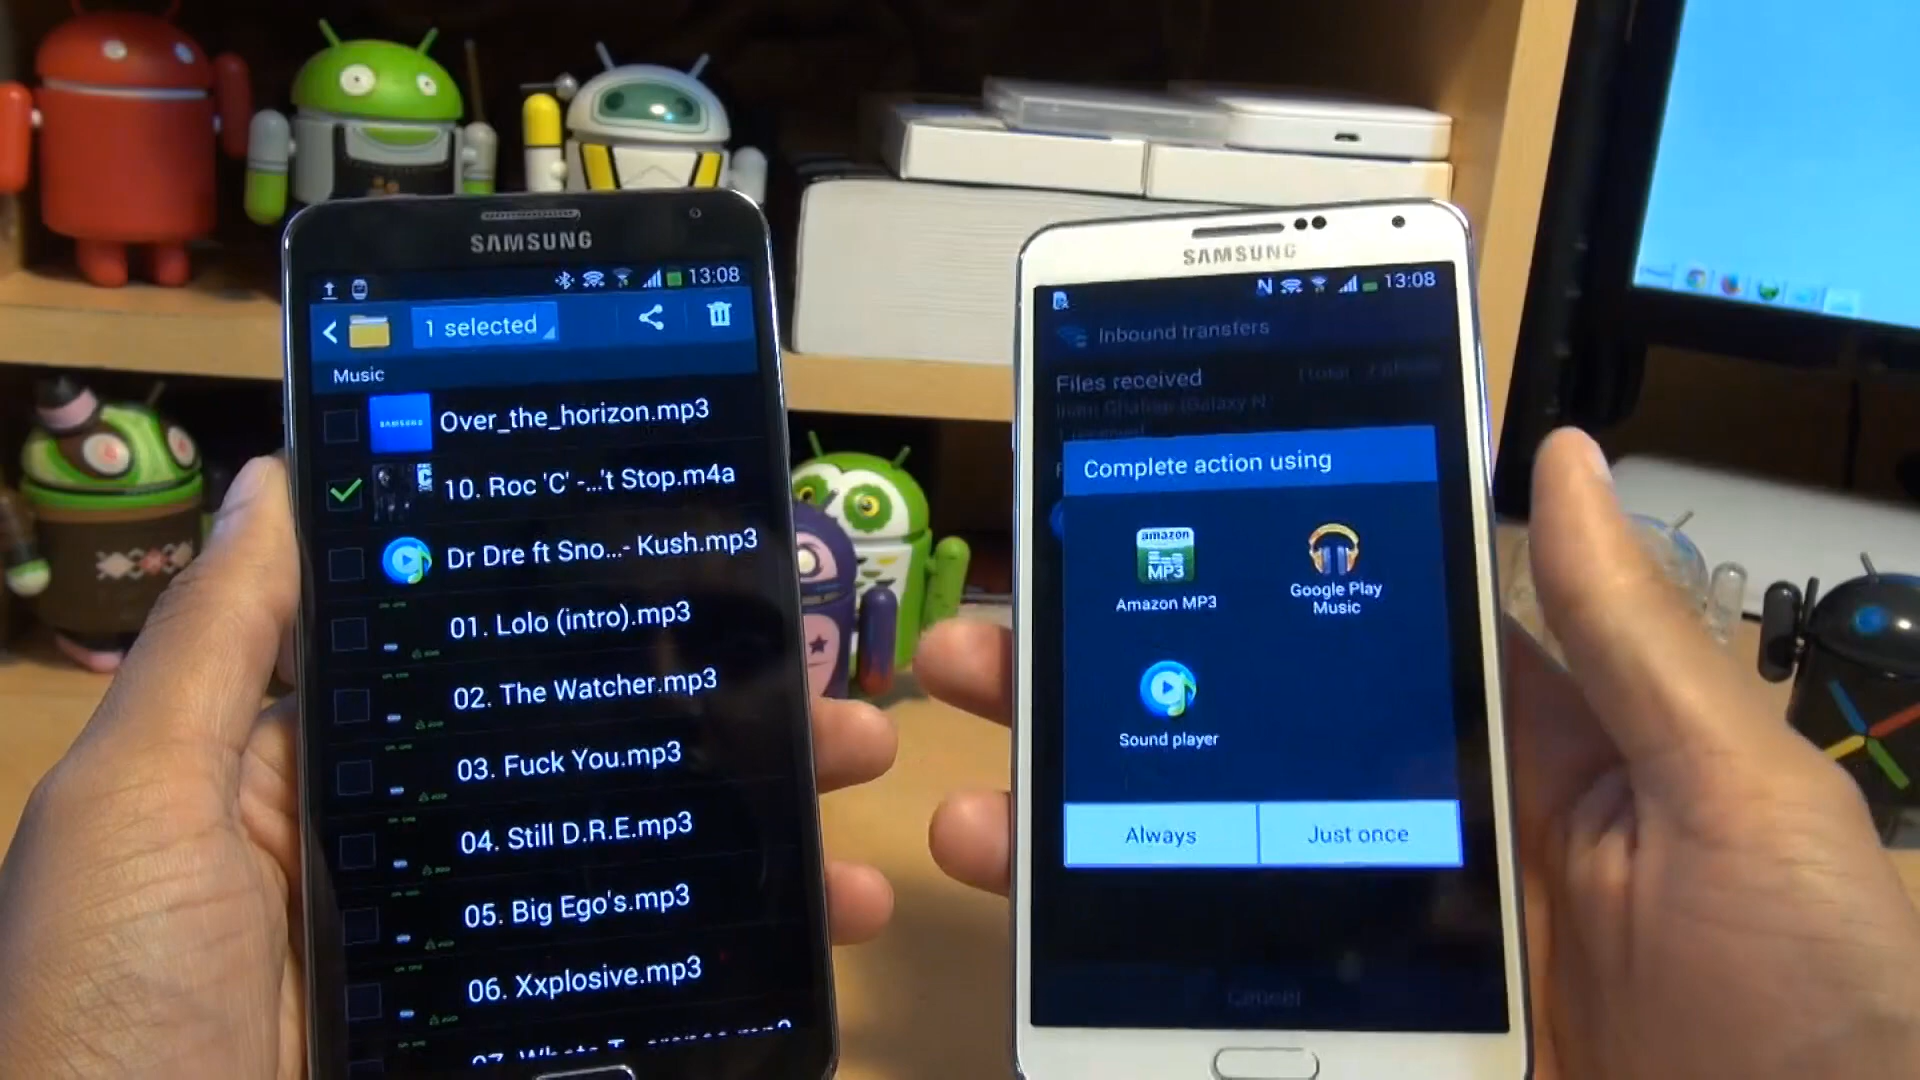 SAMSUNG
13:08
1 selected
Music
SAMSUNG
Over_the_horizon.mp3
10. Roc 'C' -...'t Stop.m4a
Dr Dre ft Sno...- Kush.mp3
01. Lolo (intro).mp3
02. The Watcher.mp3
03. Fuck You.mp3
04. Still D.R.E.mp3
05. Big Ego's.mp3
06. Xxplosive.mp3
SAMSUNG
N
13:08
Inbound transfers
Files received
Complete action using
amazon
MP3
Amazon MP3
Google Play
Music
Sound player
Always
Just once
Cancel